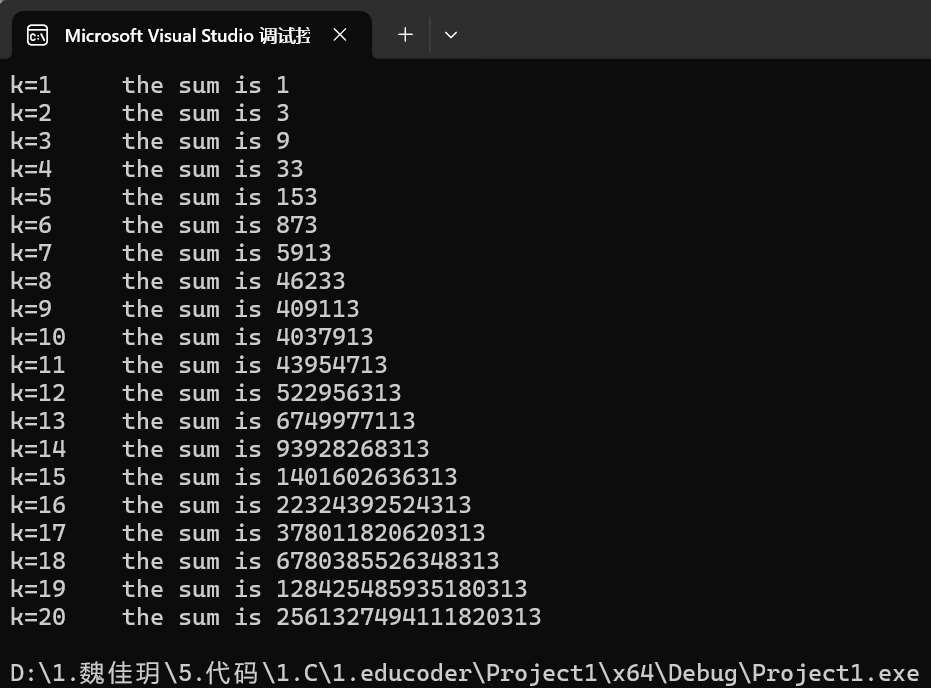 Microsoft Visual Studio 调试控
k=1 the sum is 1
k=2 the sum is 3
k=3 the sum is 9
k=4 the sum is 33
k=5 the sum is 153
k=6 the sum is 873
k=7 the sum is 5913
k=8 the sum is 46233
k=9 the sum is 409113
k=10 the sum is 4037913
k=11 the sum is 43954713
k=12 the sum is 522956313
k=13 the sum is 6749977113
k=14 the sum is 93928268313
k=15 the sum is 1401602636313
k=16 the sum is 22324392524313
k=17 the sum is 378011820620313
k=18 the sum is 6780385526348313
k=19 the sum is 128425485935180313
k=20 the sum is 2561327494111820313
D:\1.魏佳玥\5.代码\1.C\1.educoder\Project1\x64\Debug\Project1.exe